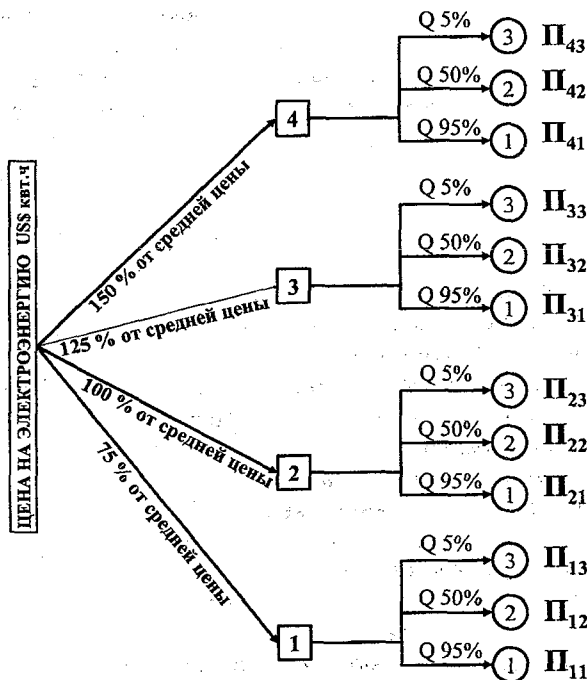 ЦЕНА НА ЭЛЕКТРОЭНЕРГИЮ US$ квт.ч
150 % от средней цены
4
Q 5% 3 П43
Q 50% 2 П42
Q 95% 1 П41
125 % от средней цены
3
Q 5% 3 П33
Q 50% 2 П32
Q 95% 1 П31
100 % от средней цены
2
Q 5% 3 П23
Q 50% 2 П22
Q 95% 1 П21
75 % от средней цены
1
Q 5% 3 П13
Q 50% 2 П12
Q 95% 1 П11